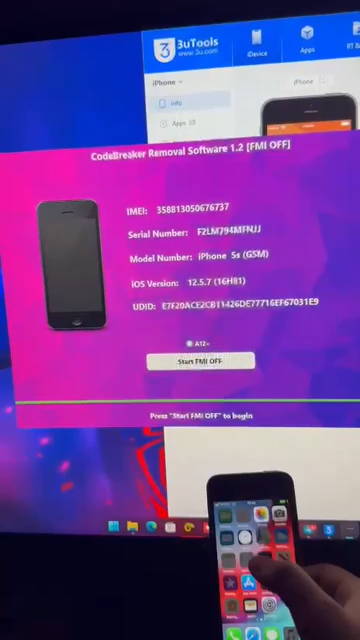 3uTools
www.3u.com
iDevice
Apps
iPhone
iPhone
Info
Apps
CodeBreaker Removal Software 1.2 [FMI OFF]
IMEI: 358813050676737
Serial Number: F2LM794MFNJJ
Model Number: iPhone 5s (GSM)
iOS Version: 12.5.7 (16H81)
UDID:
A12+
Start FMI OFF
Press "Start FMI OFF" to begin